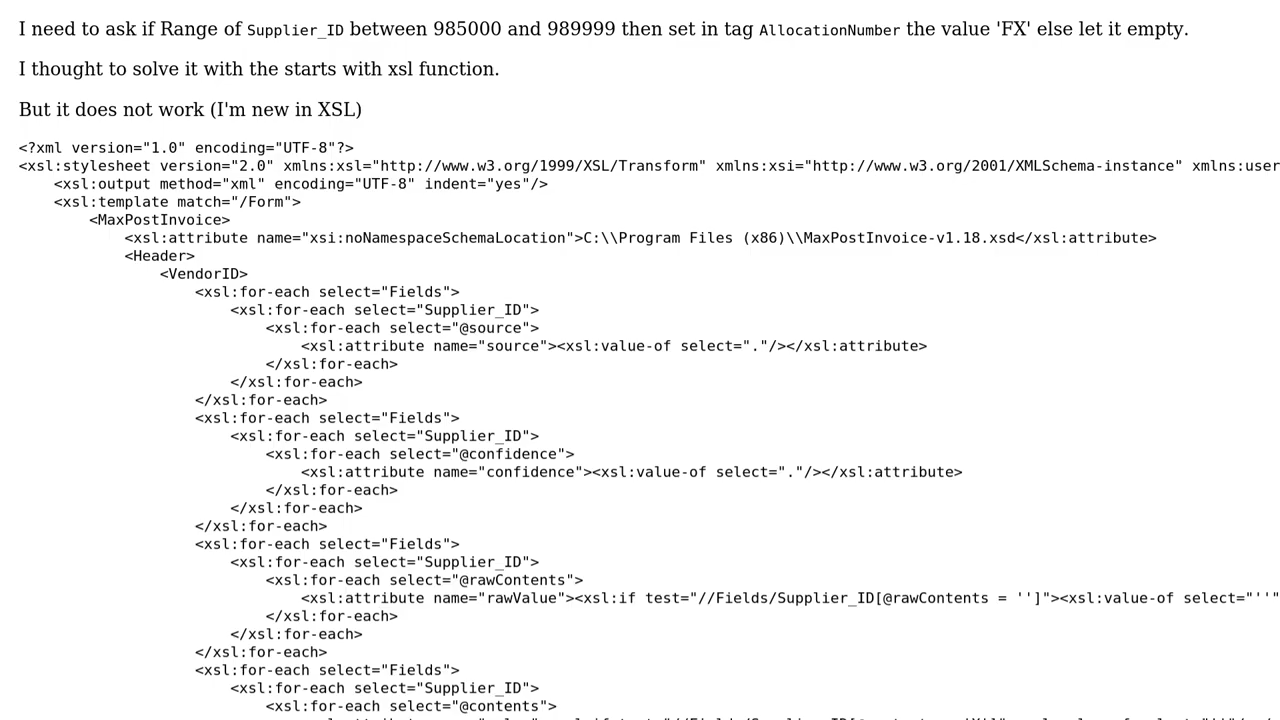 I need to ask if Range of Supplier_ID between 985000 and 989999 then set in tag AllocationNumber the value 'FX' else let it empty.
I thought to solve it with the starts with xsl function.
But it does not work (I'm new in XSL)
<?xml version="1.0" encoding="UTF-8"?>
<xsl:stylesheet version="2.0" xmlns:xsl="http://www.w3.org/1999/XSL/Transform" xmlns:xsi="http://www.w3.org/2001/XMLSchema-instance" xmlns:user
    <xsl:output method="xml" encoding="UTF-8" indent="yes"/>
    <xsl:template match="/Form">
        <MaxPostInvoice>
            <xsl:attribute name="xsi:noNamespaceSchemaLocation">C:\\Program Files (x86)\\MaxPostInvoice-v1.18.xsd</xsl:attribute>
            <Header>
                <VendorID>
                    <xsl:for-each select="Fields">
                        <xsl:for-each select="Supplier_ID">
                            <xsl:for-each select="@source">
                                <xsl:attribute name="source"><xsl:value-of select="."/></xsl:attribute>
                            </xsl:for-each>
                        </xsl:for-each>
                    </xsl:for-each>
                    <xsl:for-each select="Fields">
                        <xsl:for-each select="Supplier_ID">
                            <xsl:for-each select="@confidence">
                                <xsl:attribute name="confidence"><xsl:value-of select="."/></xsl:attribute>
                            </xsl:for-each>
                        </xsl:for-each>
                    </xsl:for-each>
                    <xsl:for-each select="Fields">
                        <xsl:for-each select="Supplier_ID">
                            <xsl:for-each select="@rawContents">
                                <xsl:attribute name="rawValue"><xsl:if test="//Fields/Supplier_ID[@rawContents = '']"><xsl:value-of select="''"
                            </xsl:for-each>
                        </xsl:for-each>
                    </xsl:for-each>
                    <xsl:for-each select="Fields">
                        <xsl:for-each select="Supplier_ID">
                            <xsl:for-each select="@contents">